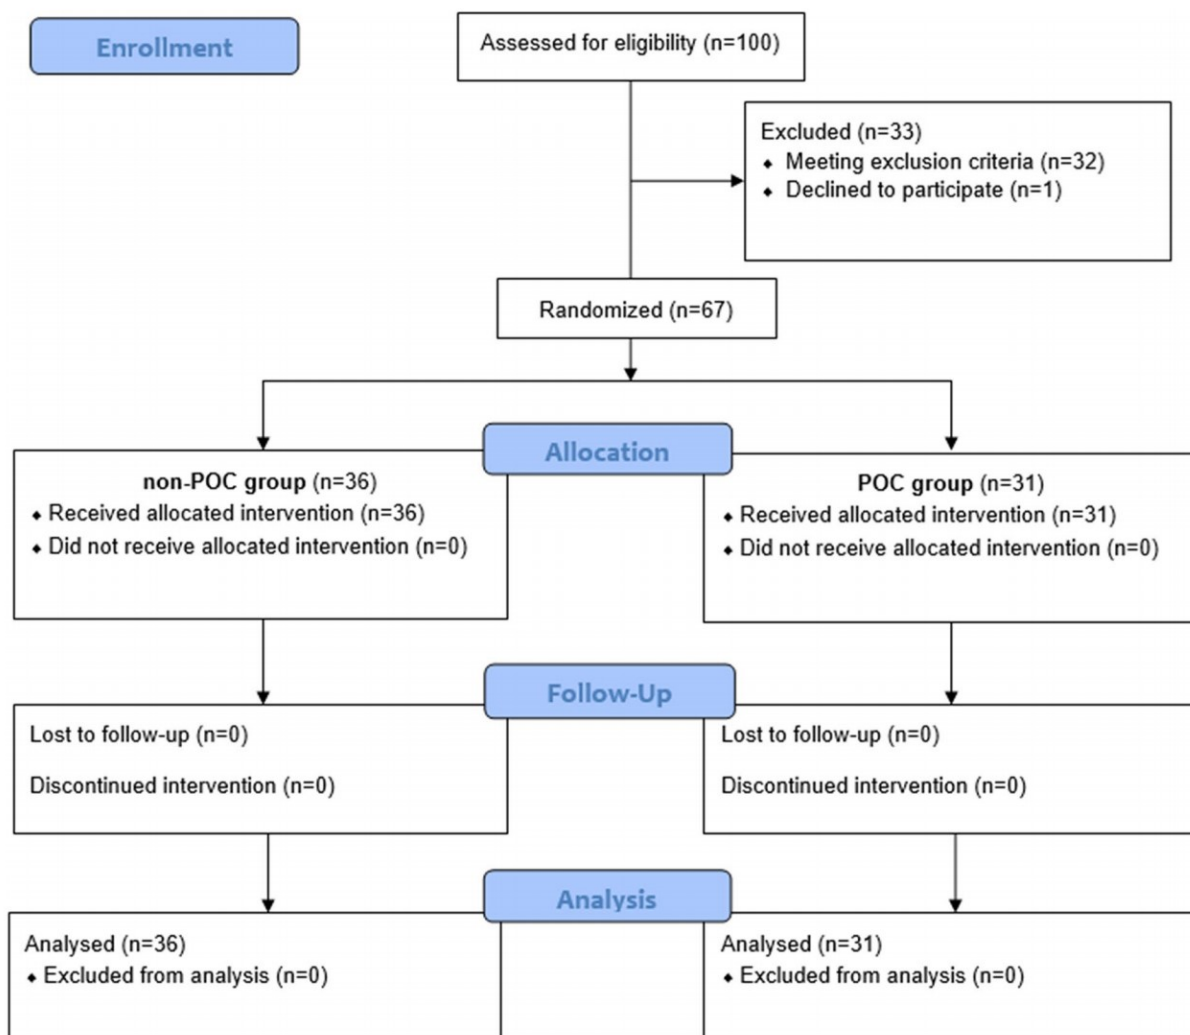 Enrollment
Assessed for eligibility (n=100)
Excluded (n=33)
⬥ Meeting exclusion criteria (n=32)
⬥ Declined to participate (n=1)
Randomized (n=67)
Allocation
non-POC group (n=36)
⬥ Received allocated intervention (n=36)
⬥ Did not receive allocated intervention (n=0)
POC group (n=31)
⬥ Received allocated intervention (n=31)
⬥ Did not receive allocated intervention (n=0)
Follow-Up
Lost to follow-up (n=0)
Discontinued intervention (n=0)
Lost to follow-up (n=0)
Discontinued intervention (n=0)
Analysis
Analysed (n=36)
⬥ Excluded from analysis (n=0)
Analysed (n=31)
⬥ Excluded from analysis (n=0)